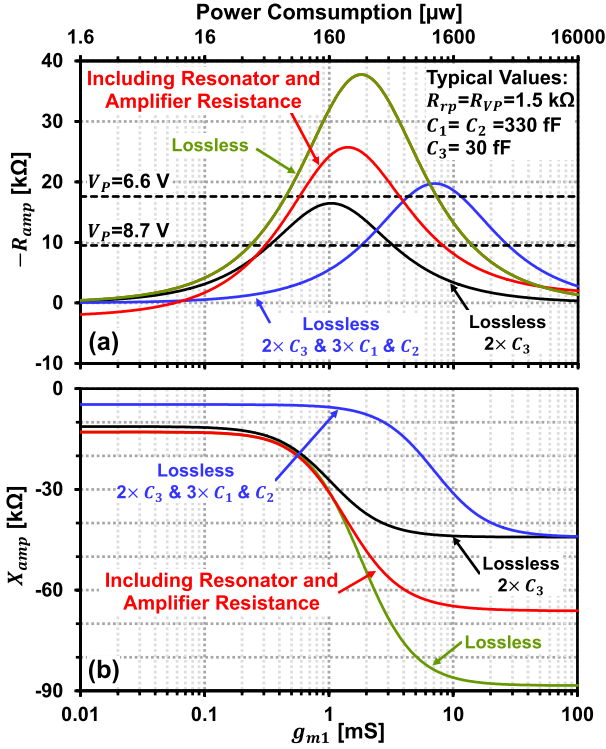 Power Comsumption [μw]
1.6 16 160 1600 16000
40
30
20
10
0
-10
−R_amp [kΩ]
Including Resonator and
Amplifier Resistance
Lossless
Typical Values:
R_rp=R_VP=1.5 kΩ
C_1= C_2 =330 fF
C_3= 30 fF
V_P=6.6 V
V_P=8.7 V
Lossless
2× C_3 & 3× C_1 & C_2
Lossless
2× C_3
(a)
0
-30
-60
-90
X_amp [kΩ]
Lossless
2× C_3 & 3× C_1 & C_2
Lossless
2× C_3
Including Resonator and
Amplifier Resistance
Lossless
(b)
0.01 0.1 1 10 100
g_m1 [mS]